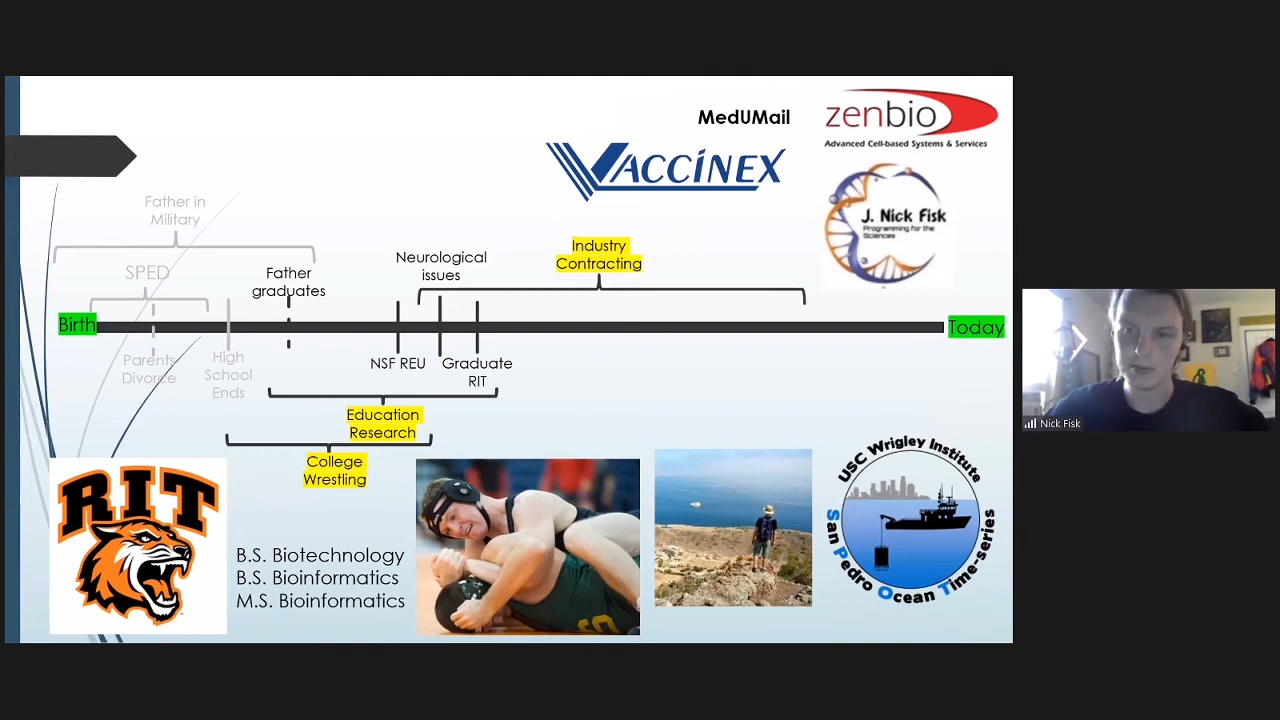 MedUMail
zenbio
Advanced Cell-based Systems & Services
VACCINEX
J. Nick Fisk
Programming for the
Sciences
Father in
Military
SPED
Father
graduates
Neurological
issues
Industry
Contracting
Birth
Today
Parents
Divorce
High
School
Ends
NSF REU
Graduate
RIT
Education
Research
College
Wrestling
RIT
B.S. Biotechnology
B.S. Bioinformatics
M.S. Bioinformatics
S
USC Wrigley Institute
San Pedro Ocean Time-series
Nick Fisk